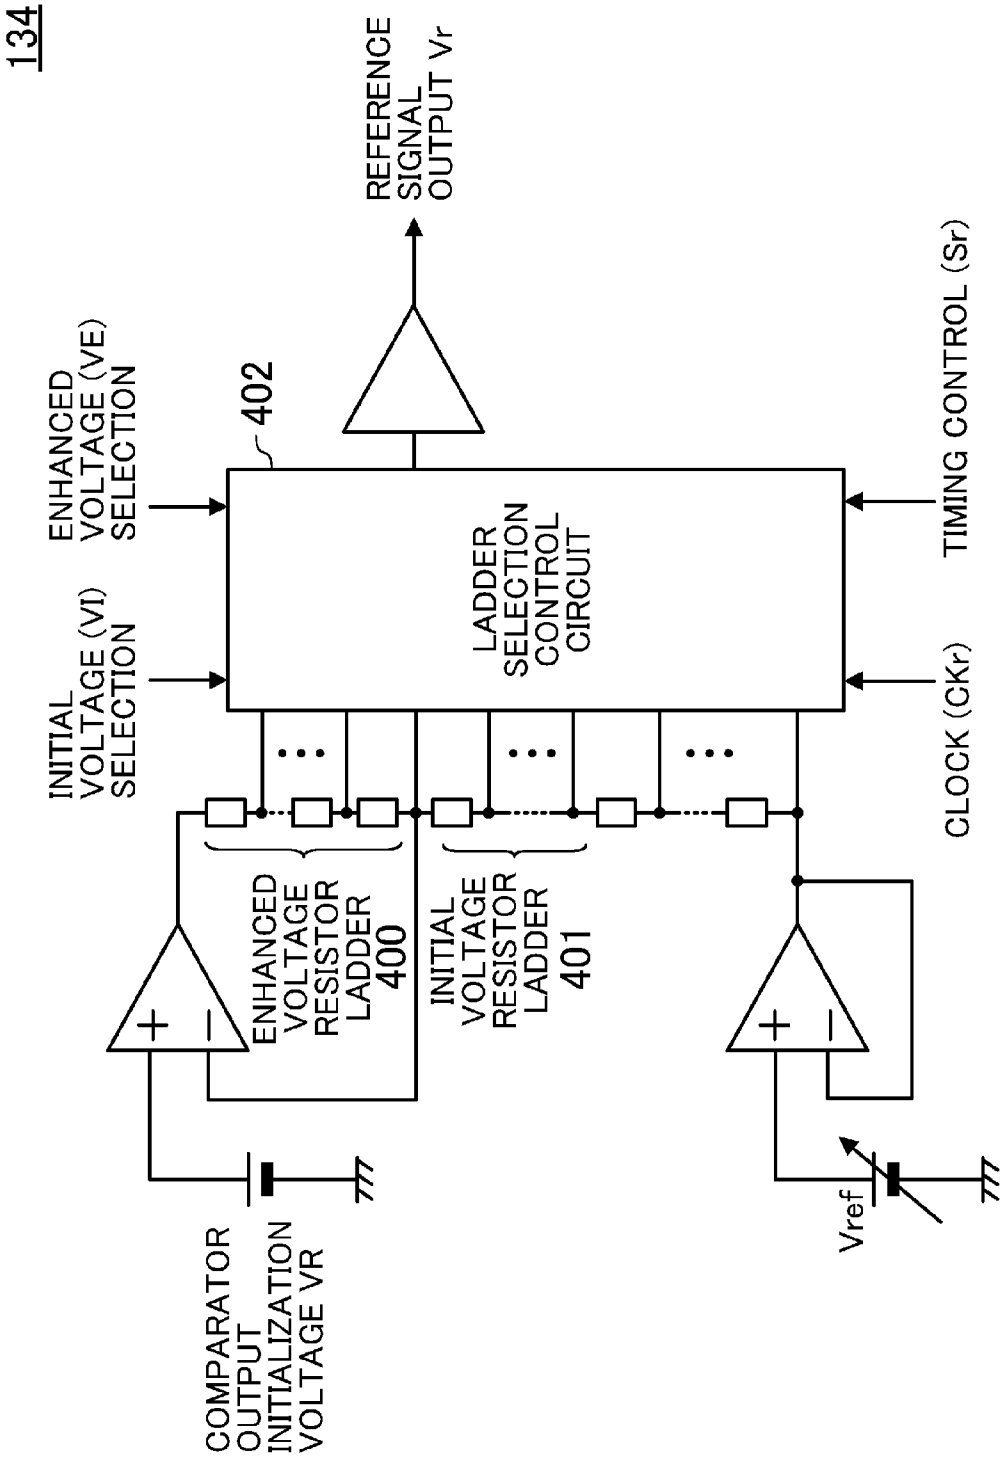 134
ENHANCED
VOLTAGE (VE)
SELECTION
INITIAL
VOLTAGE (VI)
SELECTION
REFERENCE
SIGNAL
OUTPUT Vr
402
LADDER
SELECTION
CONTROL
CIRCUIT
ENHANCED
VOLTAGE
RESISTOR
LADDER
400
INITIAL
VOLTAGE
RESISTOR
LADDER
401
+
−
COMPARATOR
OUTPUT
INITIALIZATION
VOLTAGE VR
+
−
Vref
CLOCK (CKr)
TIMING CONTROL (Sr)